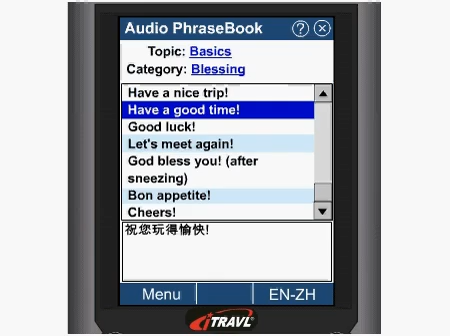 Audio PhraseBook ? X
Topic: Basics
Category: Blessing
Have a nice trip!
Have a good time!
Good luck!
Let's meet again!
God bless you! (after
sneezing)
Bon appetite!
Cheers!
祝您玩得愉快!
Menu EN-ZH
iTRAVL®